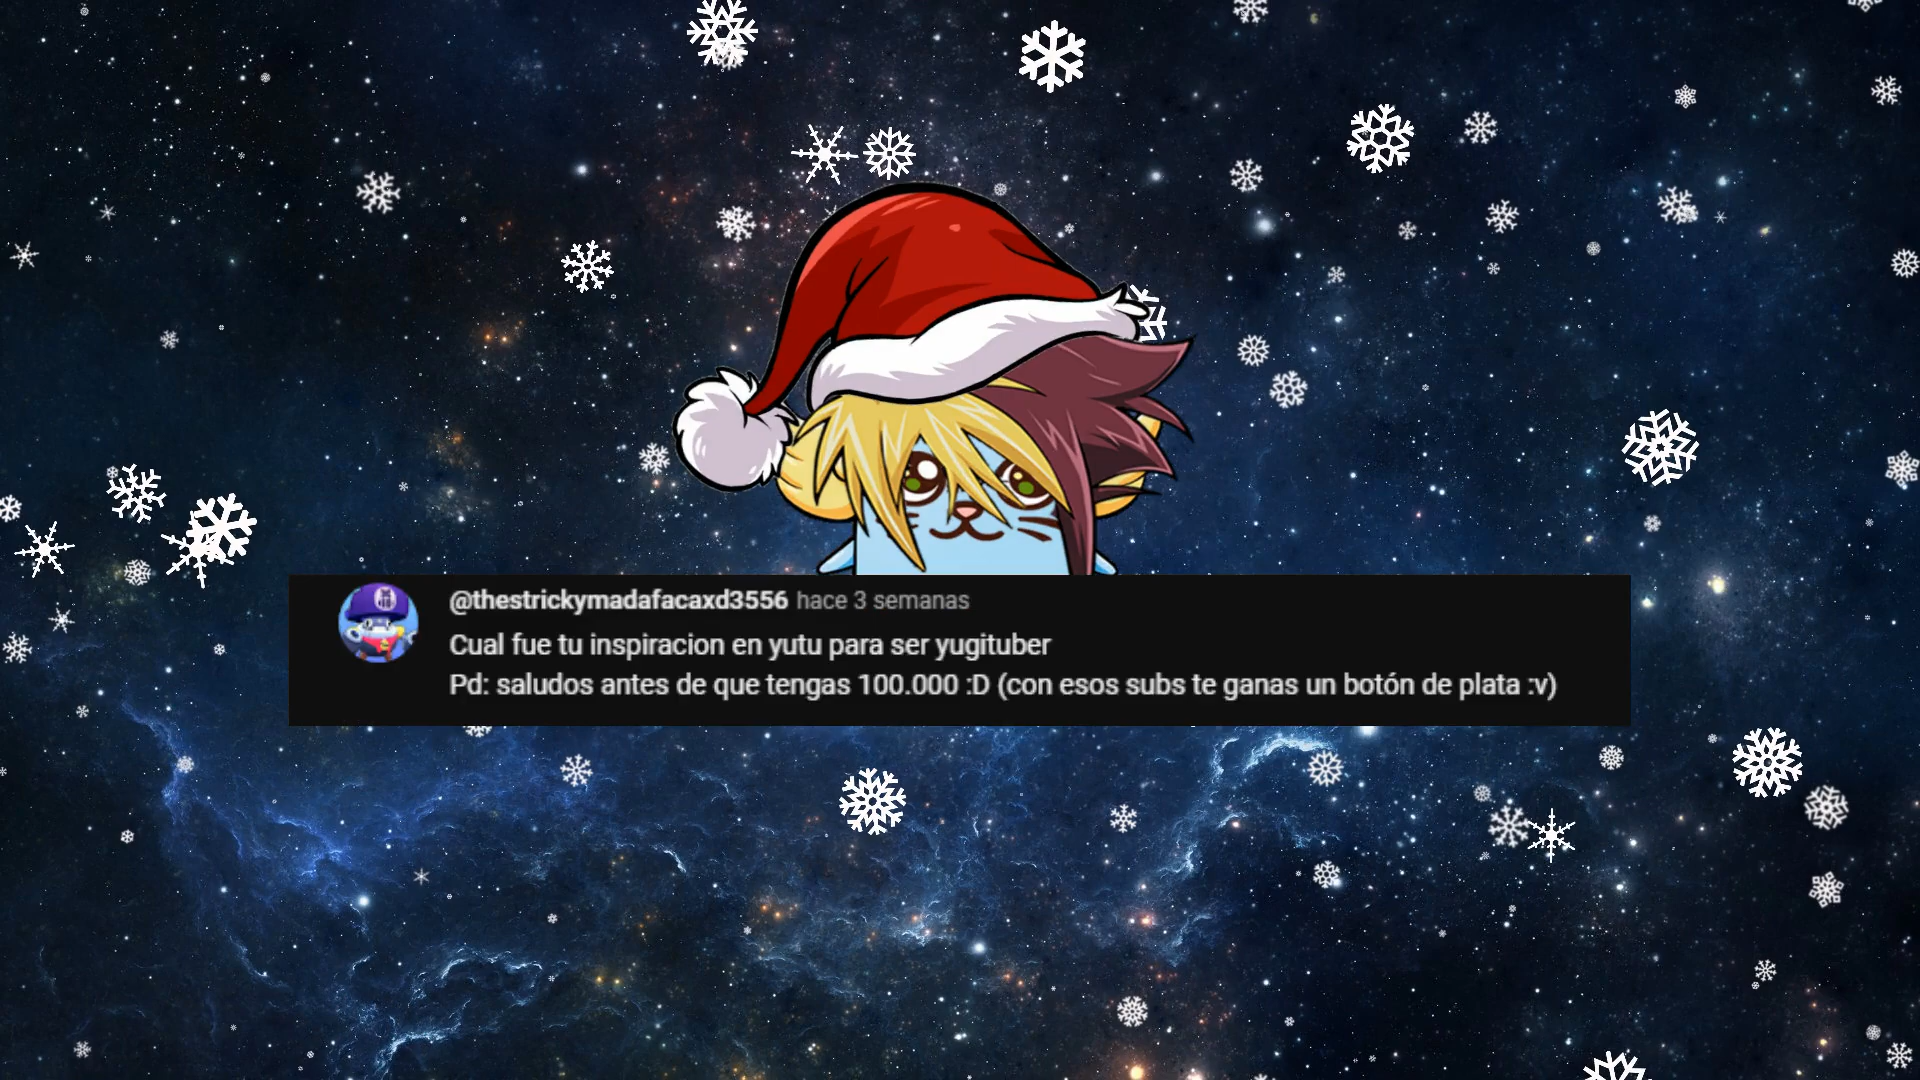 @thestrickymadafacaxd3556 hace 3 semanas
Cual fue tu inspiracion en yutu para ser yugituber
Pd: saludos antes de que tengas 100.000 :D (con esos subs te ganas un botón de plata :v)